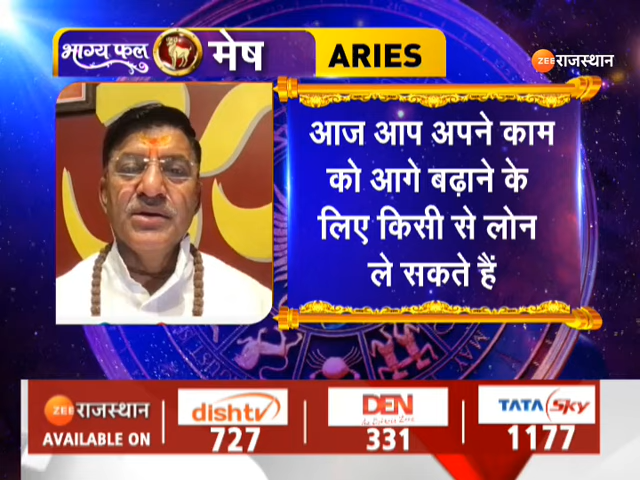 भाग्य फल मेष ARIES
ZEE राजस्थान
आज आप अपने काम
को आगे बढ़ाने के
लिए किसी से लोन
ले सकते हैं
ZEE राजस्थान
AVAILABLE ON
dishtv
727
DEN
331
TATA Sky
1177